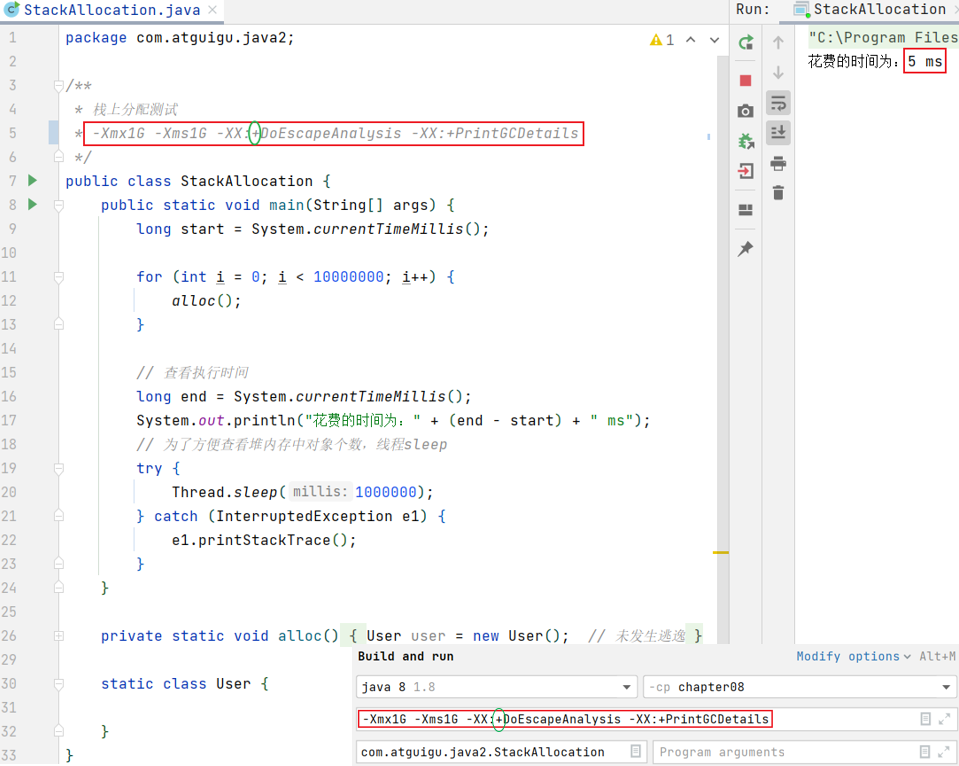 StackAllocation.java
Run: StackAllocation
1 package com.atguigu.java2;
1
2
3 /**
4 * 栈上分配测试
5 * -Xmx1G -Xms1G -XX:+DoEscapeAnalysis -XX:+PrintGCDetails
6 */
7 public class StackAllocation {
8 public static void main(String[] args) {
9 long start = System.currentTimeMillis();
10
11 for (int i = 0; i < 10000000; i++) {
12 alloc();
13 }
14
15 // 查看执行时间
16 long end = System.currentTimeMillis();
17 System.out.println("花费的时间为：" + (end - start) + " ms");
18 // 为了方便查看堆内存中对象个数，线程sleep
19 try {
20 Thread.sleep( millis: 1000000);
21 } catch (InterruptedException e1) {
22 e1.printStackTrace();
23 }
24 }
25
26 private static void alloc() { User user = new User(); // 未发生逃逸 }
29
30 static class User {
31
32 }
33 }
"C:\Program Files
花费的时间为：5 ms
Build and run
Modify options Alt+M
java 8 1.8
-cp chapter08
-Xmx1G -Xms1G -XX:+DoEscapeAnalysis -XX:+PrintGCDetails
com.atguigu.java2.StackAllocation
Program arguments